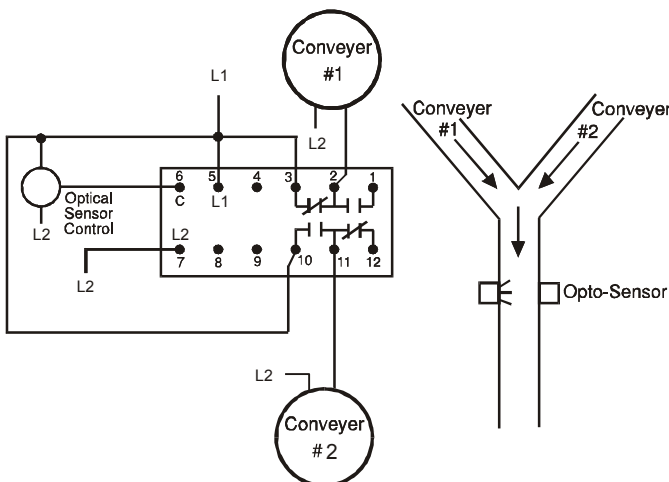 Conveyer
#1
L1
L2
Conveyer
#1
Conveyer
#2
6
5
4
3
2
1
C
L1
Optical
Sensor
Control
L2
L2
7
8
9
10
11
12
L2
Opto-Sensor
L2
Conveyer
#2